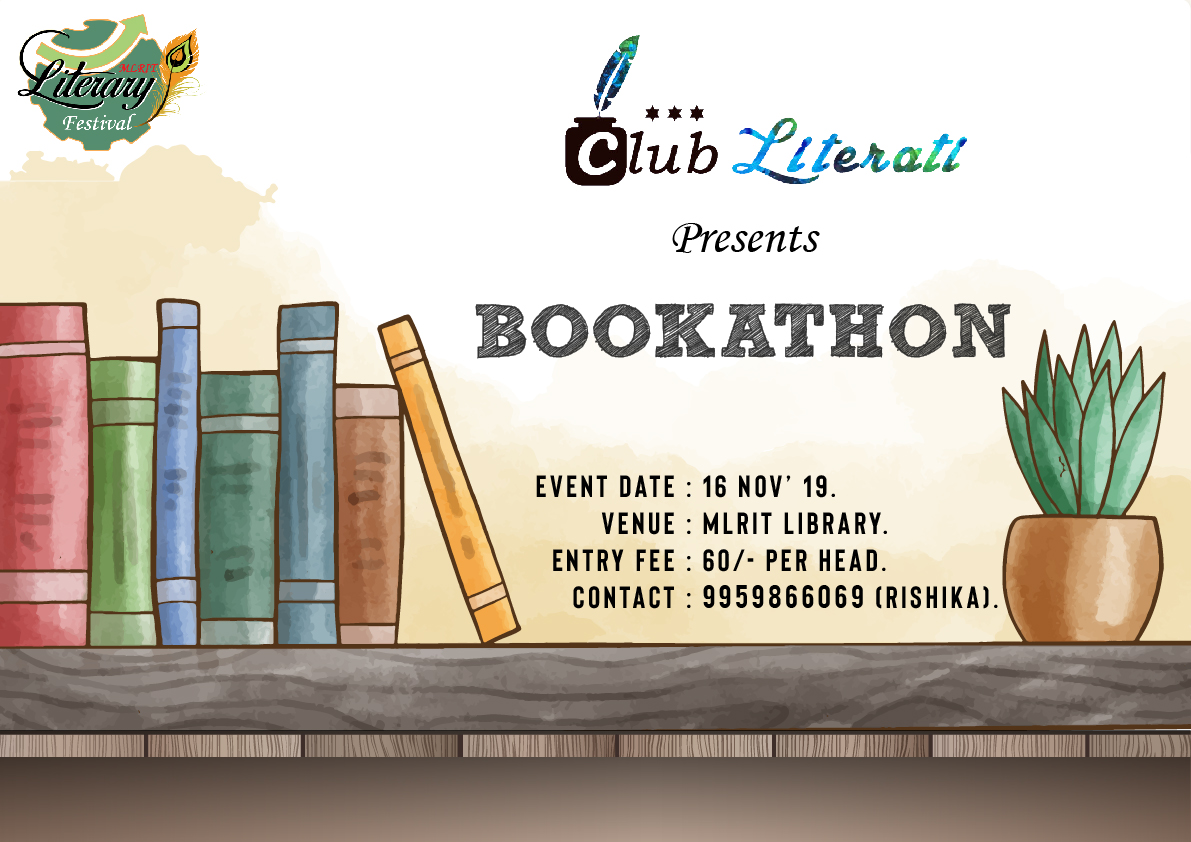 MLRIT
Literary
Festival
Club Literati
Presents
BOOKATHON
EVENT DATE : 16 NOV’ 19.
VENUE : MLRIT LIBRARY.
ENTRY FEE : 60/- PER HEAD.
CONTACT : 9959866069 (RISHIKA).